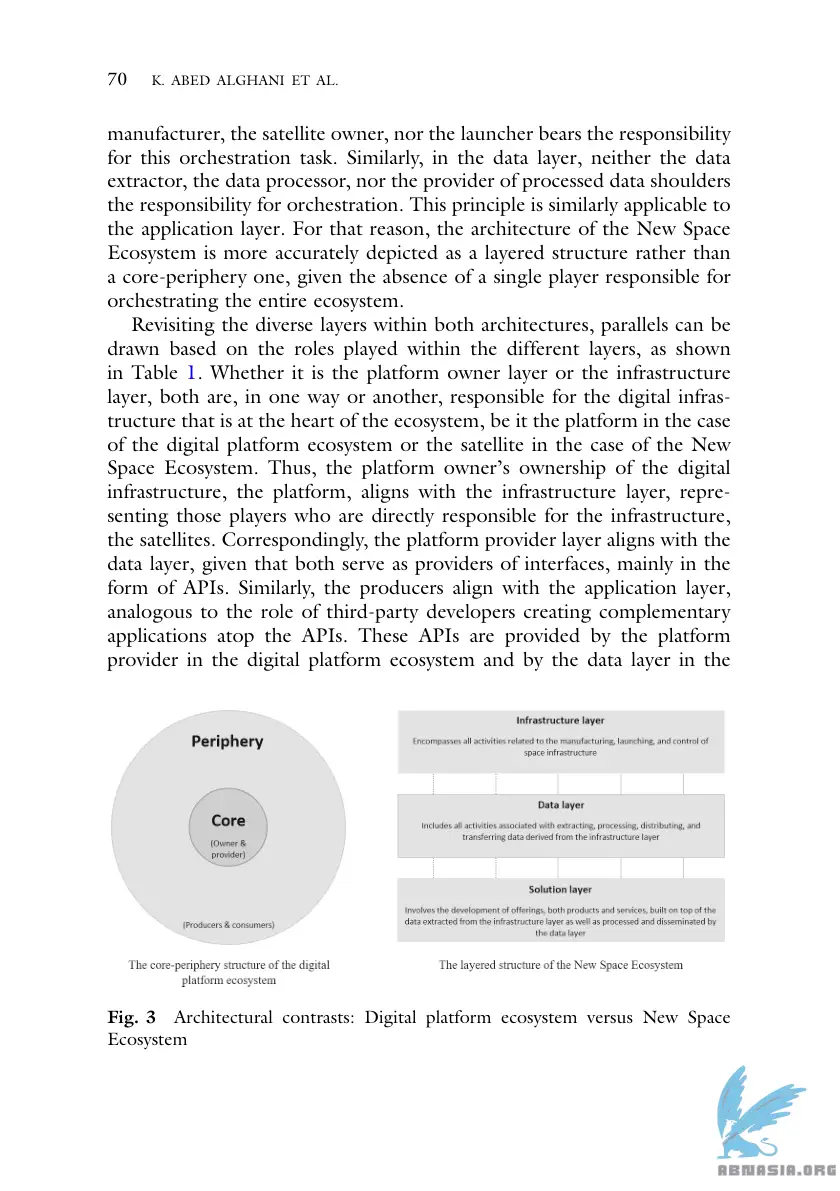 70 K. ABED ALGHANI ET AL.
manufacturer, the satellite owner, nor the launcher bears the responsibility
for this orchestration task. Similarly, in the data layer, neither the data
extractor, the data processor, nor the provider of processed data shoulders
the responsibility for orchestration. This principle is similarly applicable to
the application layer. For that reason, the architecture of the New Space
Ecosystem is more accurately depicted as a layered structure rather than
a core-periphery one, given the absence of a single player responsible for
orchestrating the entire ecosystem.
Revisiting the diverse layers within both architectures, parallels can be
drawn based on the roles played within the different layers, as shown
in Table 1. Whether it is the platform owner layer or the infrastructure
layer, both are, in one way or another, responsible for the digital infras-
tructure that is at the heart of the ecosystem, be it the platform in the case
of the digital platform ecosystem or the satellite in the case of the New
Space Ecosystem. Thus, the platform owner's ownership of the digital
infrastructure, the platform, aligns with the infrastructure layer, repre-
senting those players who are directly responsible for the infrastructure,
the satellites. Correspondingly, the platform provider layer aligns with the
data layer, given that both serve as providers of interfaces, mainly in the
form of APIs. Similarly, the producers align with the application layer,
analogous to the role of third-party developers creating complementary
applications atop the APIs. These APIs are provided by the platform
provider in the digital platform ecosystem and by the data layer in the
Periphery
Core
(Owner &
provider)
(Producers & consumers)
The core-periphery structure of the digital
platform ecosystem
Infrastructure layer
Encompasses all activities related to the manufacturing, launching, and control of
space infrastructure
Data layer
Includes all activities associated with extracting, processing, distributing, and
transferring data derived from the infrastructure layer
Solution layer
Involves the development of offerings, both products and services, built on top of the
data extracted from the infrastructure layer as well as processed and disseminated by
the data layer
The layered structure of the New Space Ecosystem
Fig. 3 Architectural contrasts: Digital platform ecosystem versus New Space
Ecosystem
ABNASIA.ORG